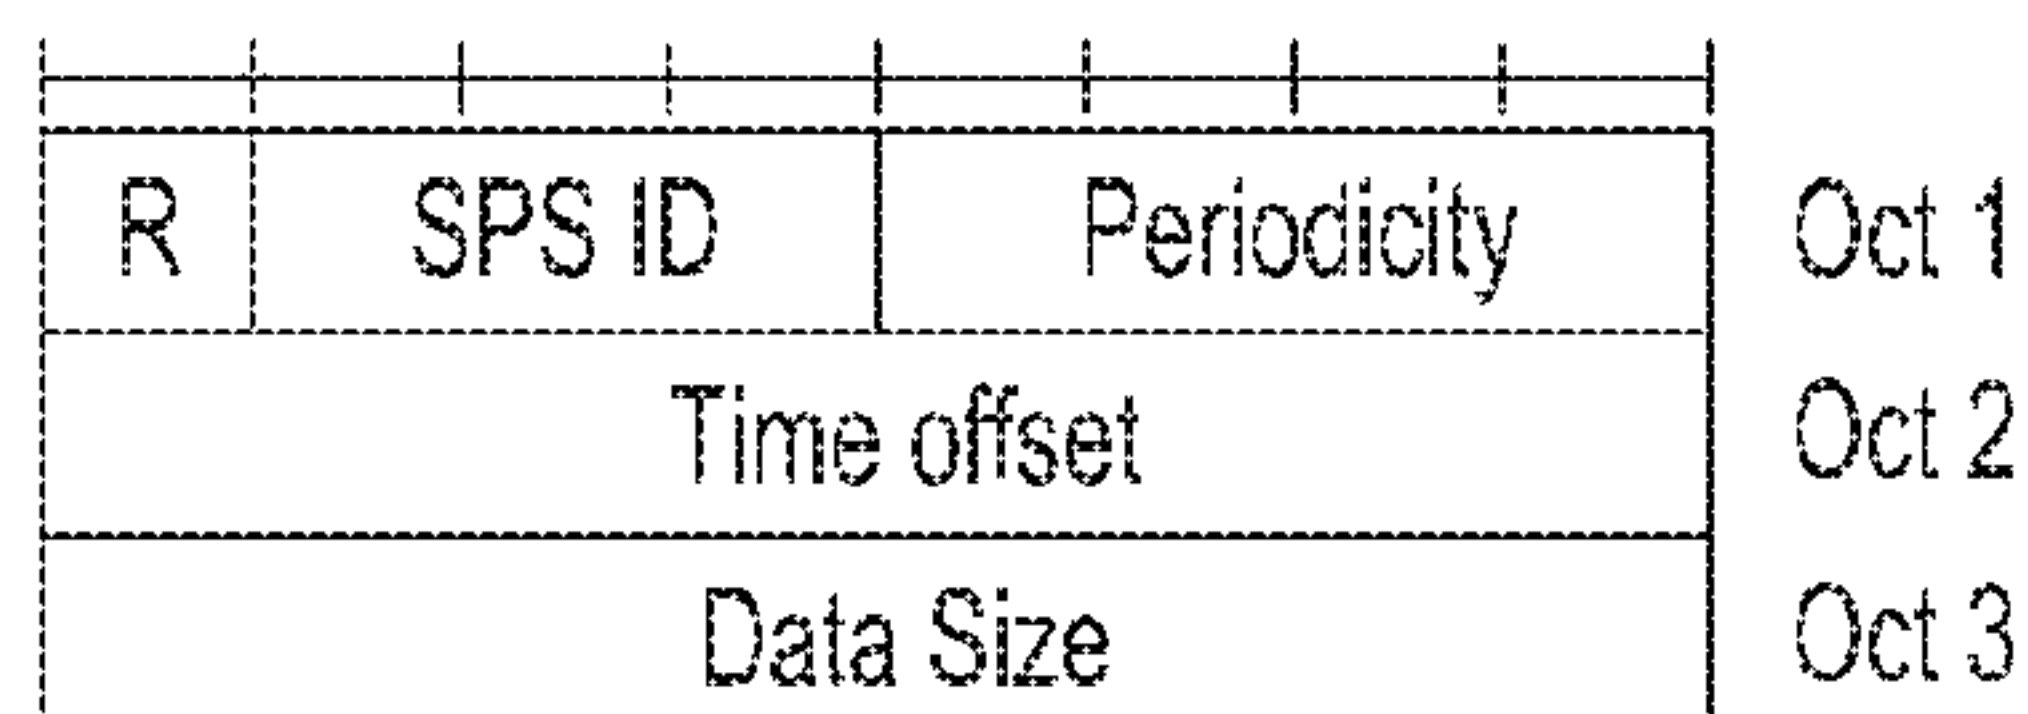 R SPS ID Periodicity Oct 1
Time offset Oct 2
Data Size Oct 3